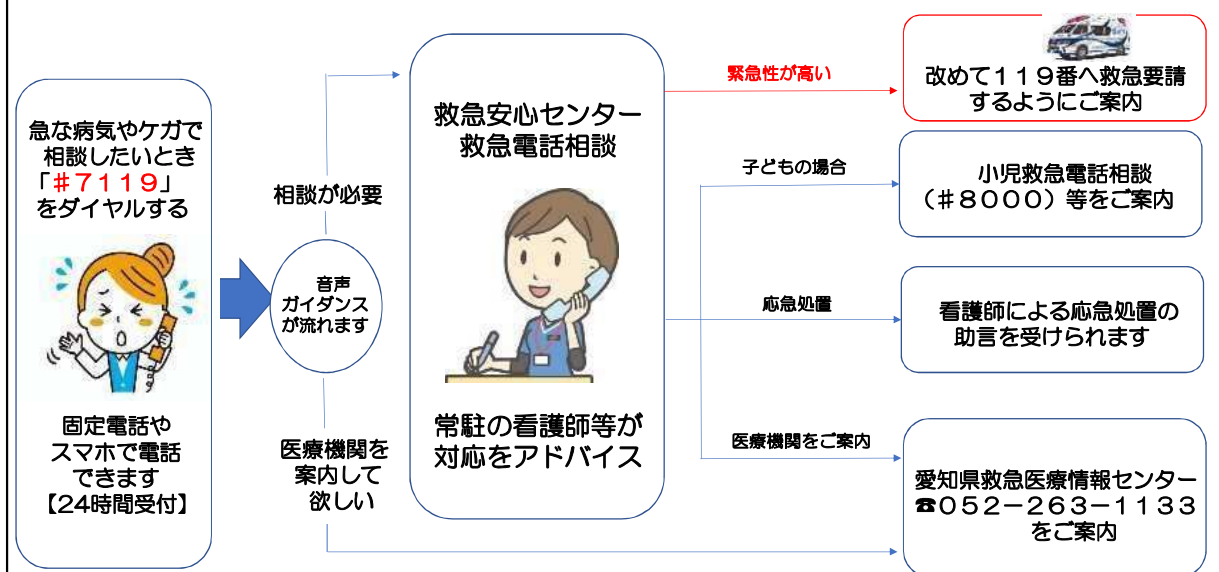 急な病気やケガで
相談したいとき
「♯７１１９」
をダイヤルする
固定電話や
スマホで電話
できます
【24時間受付】
相談が必要
音声
ガイダンス
が流れます
医療機関を
案内して
欲しい
救急安心センター
救急電話相談
常駐の看護師等が
対応をアドバイス
緊急性が高い
改めて１１９番へ救急要請
するようにご案内
子どもの場合
小児救急電話相談
（♯８０００）等をご案内
応急処置
看護師による応急処置の
助言を受けられます
医療機関をご案内
愛知県救急医療情報センター
☎０５２－２６３－１１３３
をご案内